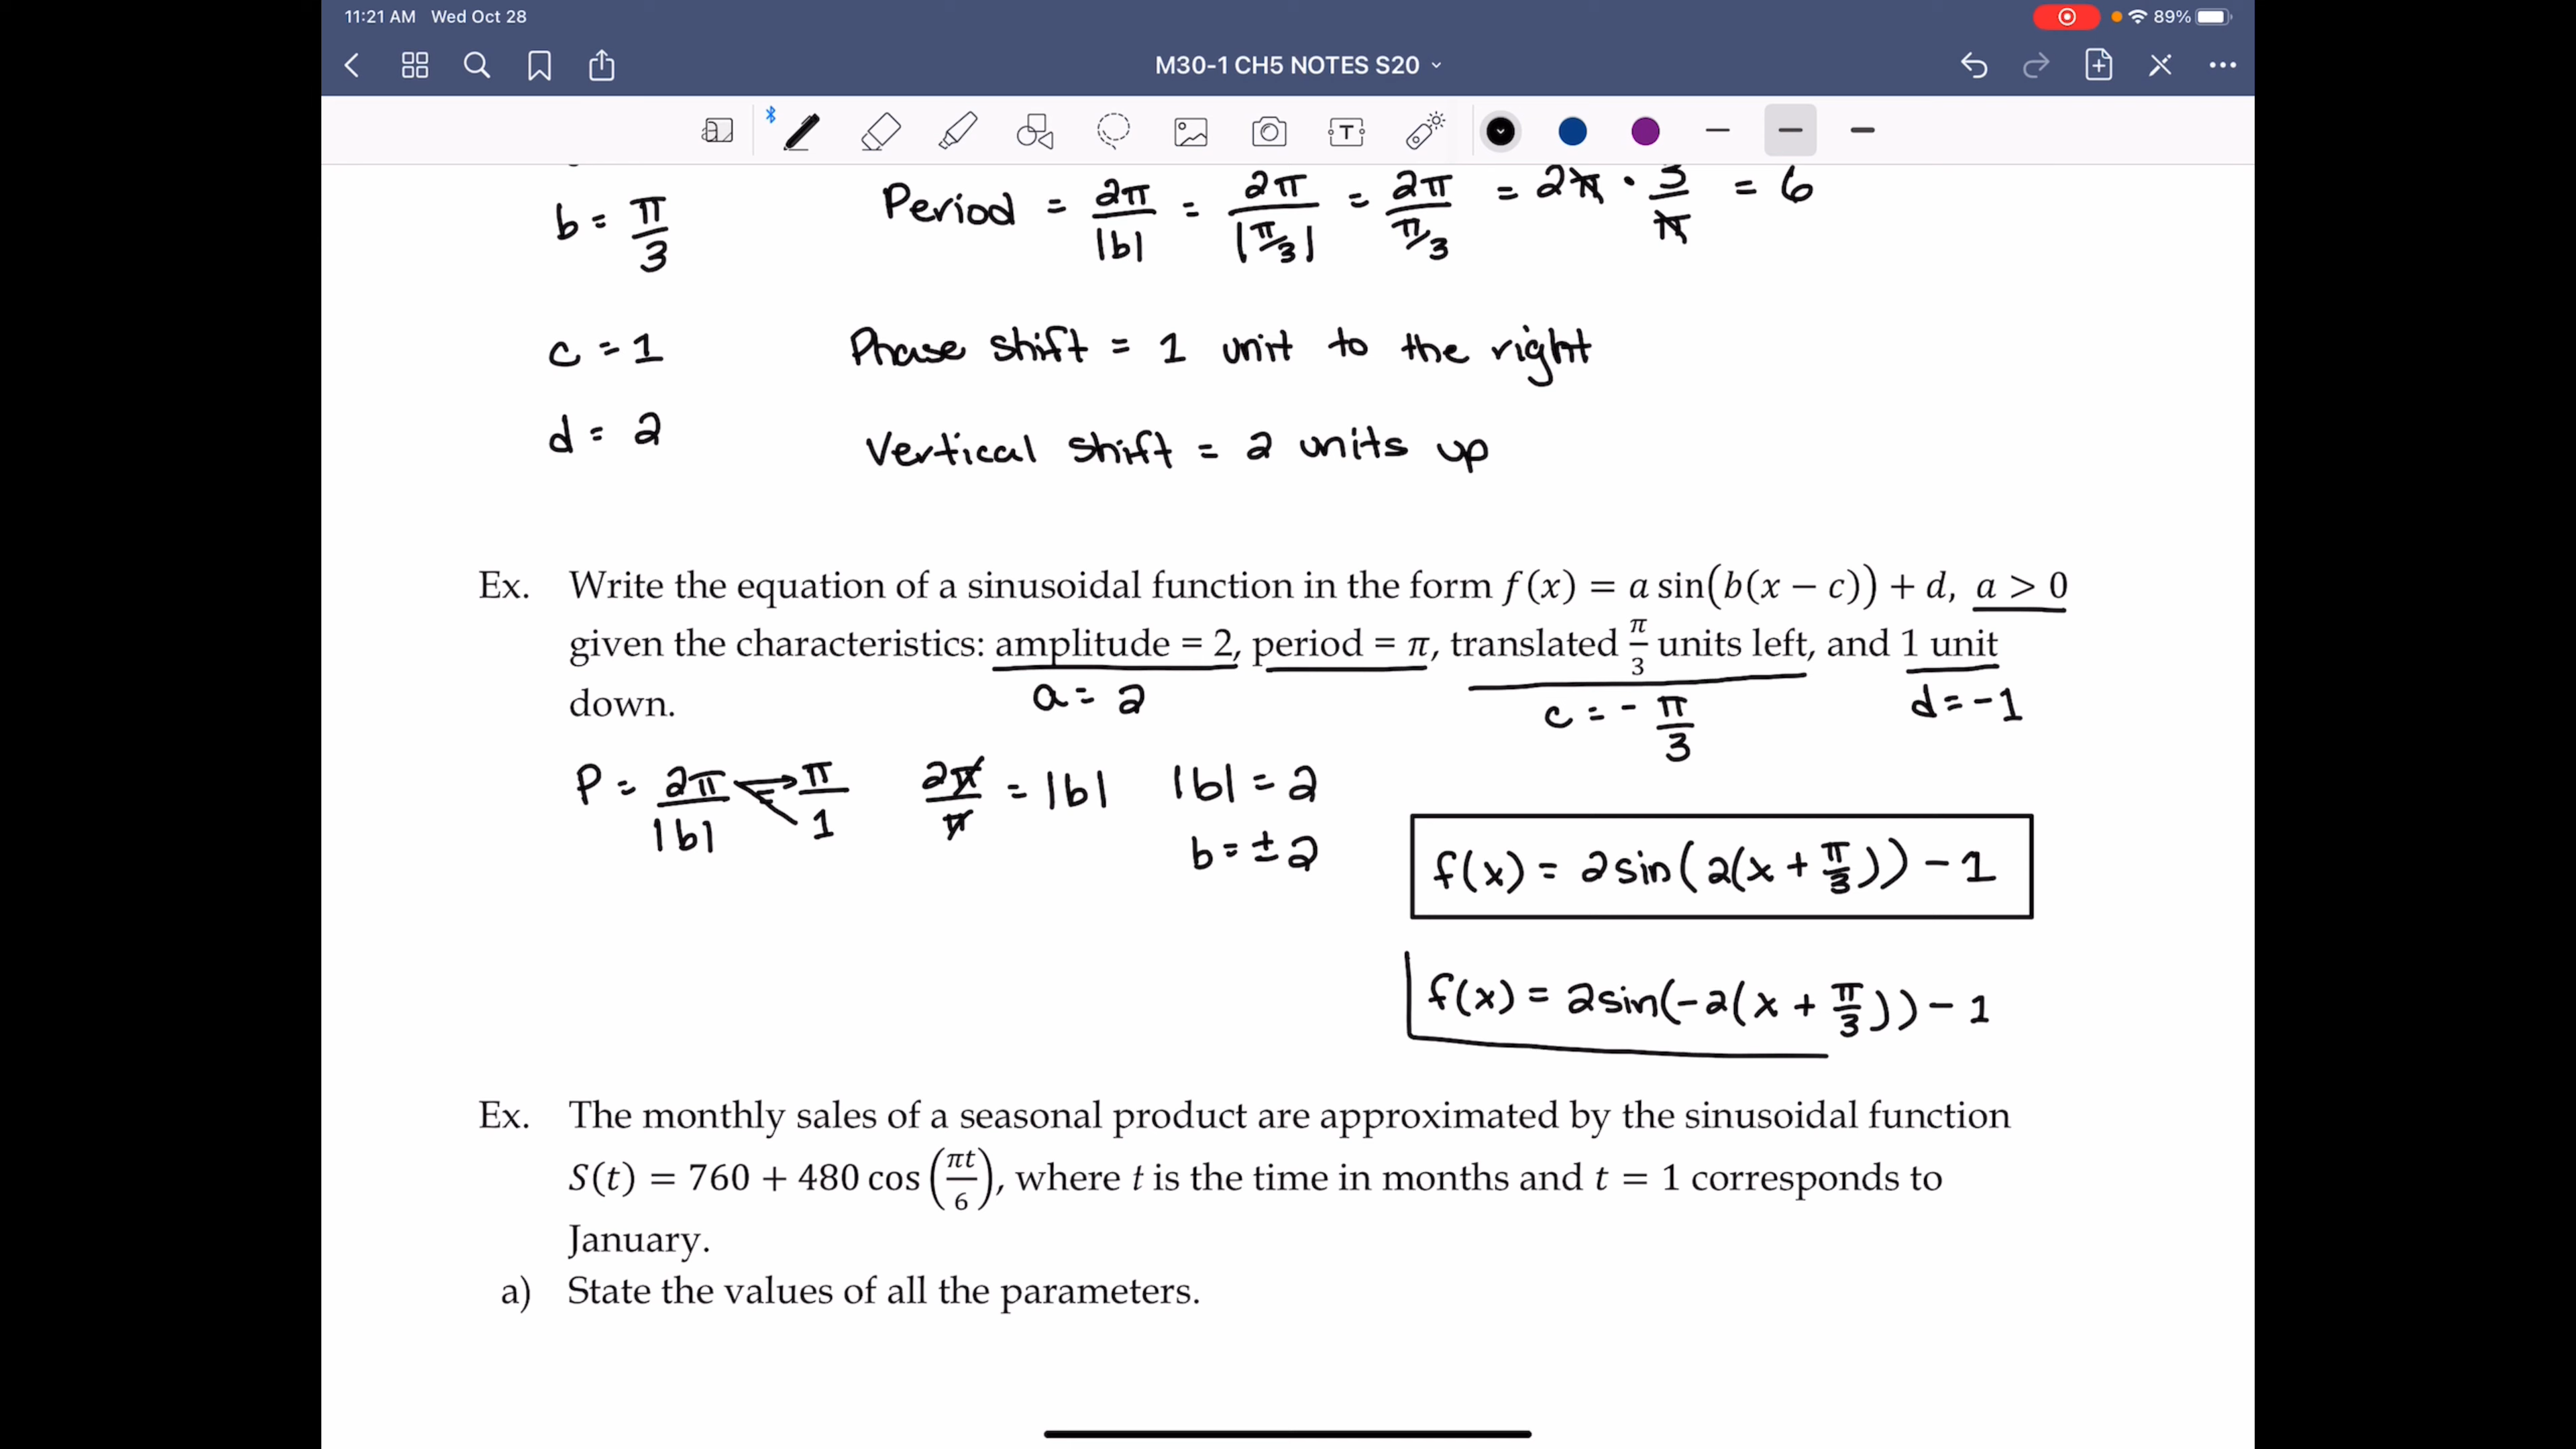 11:21 AM Wed Oct 28
89%
M30-1 CH5 NOTES S20
b = π/3 Period = 2π/|b| = 2π/|π/3| = 2π/π/3 = 2π · 3/π = 6
c = 1 Phase shift = 1 unit to the right
d = 2 Vertical shift = 2 units up
Ex. Write the equation of a sinusoidal function in the form f(x) = a sin(b(x − c)) + d, a > 0
given the characteristics: amplitude = 2, period = π, translated π/3 units left, and 1 unit
down.
a = 2 c = - π/3 d = -1
P = 2π/|b| = π/1 2π/π = |b| |b| = 2
b = ± 2
f(x) = 2sin(2(x + π/3)) - 1
f(x) = 2sin(-2(x + π/3)) - 1
Ex. The monthly sales of a seasonal product are approximated by the sinusoidal function
S(t) = 760 + 480 cos(πt/6), where t is the time in months and t = 1 corresponds to
January.
a) State the values of all the parameters.